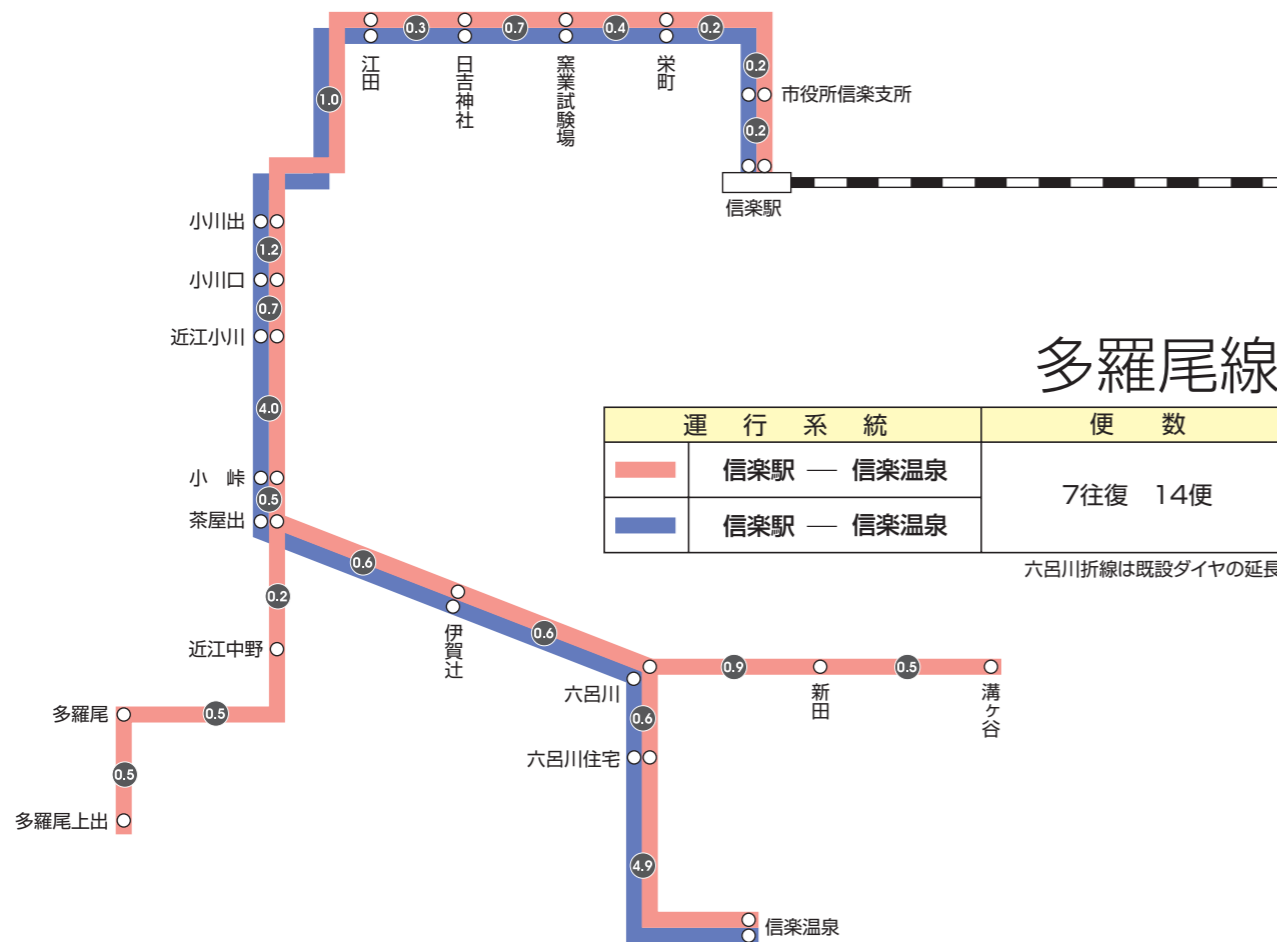 0.3
0.7
0.4
0.2
江田
日吉神社
窯業試験場
栄町
0.2
1.0
市役所信楽支所
0.2
信楽駅
小川出
1.2
小川口
0.7
近江小川
4.0
小 峠
0.5
茶屋出
多羅尾線
運行系統 便数
信楽駅 ― 信楽温泉
7往復 14便
信楽駅 ― 信楽温泉
六呂川折線は既設ダイヤの延長
0.6
0.2
伊賀辻
0.6
近江中野
0.9
0.5
六呂川
新田
溝ヶ谷
多羅尾
0.5
0.6
六呂川住宅
0.5
多羅尾上出
4.9
信楽温泉